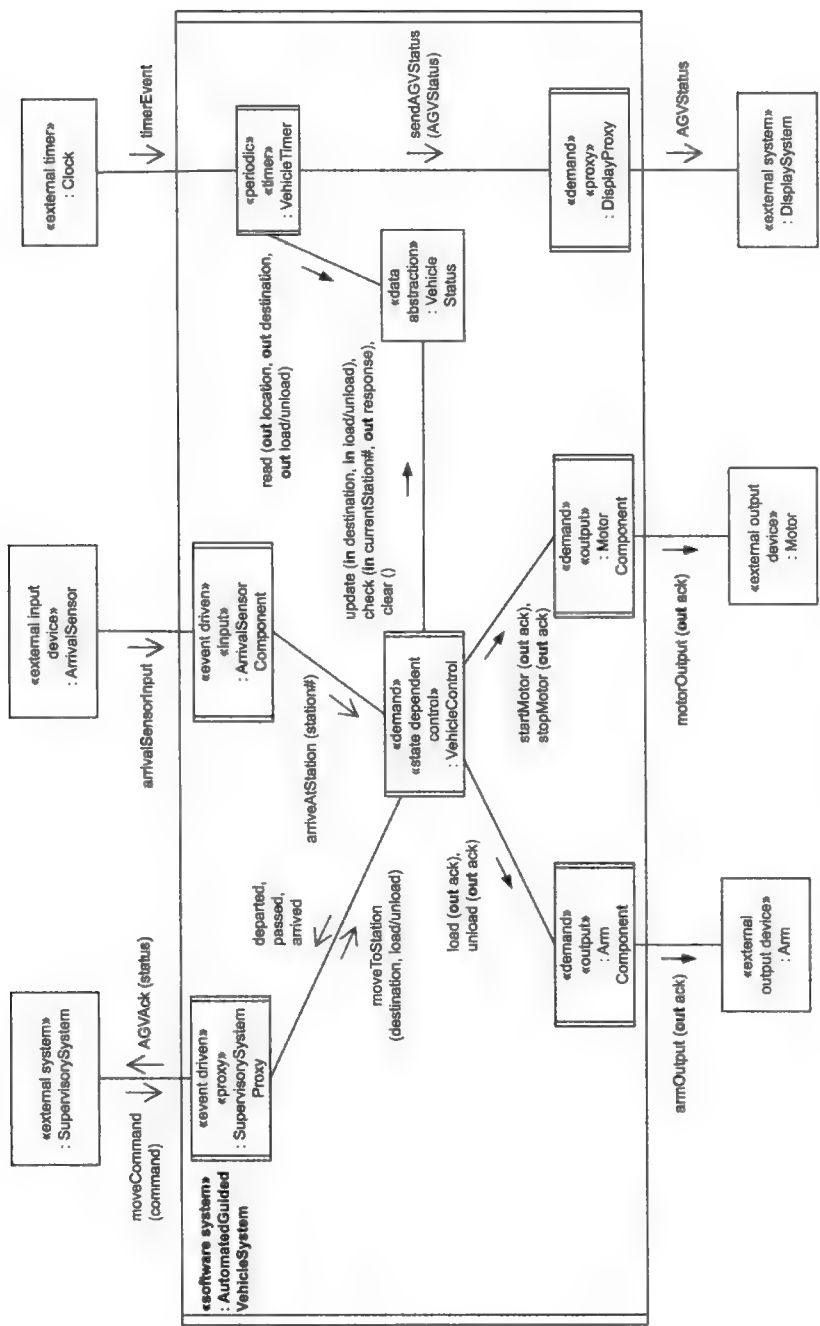 «external system»
: SupervisorySystem
«external input
device»
: ArrivalSensor
«external timer»
: Clock
moveCommand
(command)
AGVAck (status)
arrivalSensorInput
timerEvent
«software system»
: AutomatedGuided
VehicleSystem
«event driven»
«proxy»
: SupervisorySystem
Proxy
«event driven»
«input»
: ArrivalSensor
Component
«periodic»
«timer»
: VehicleTimer
departed,
passed,
arrived
moveToStation
(destination, load/unload)
arriveAtStation (station#)
read (out location, out destination,
out load/unload)
sendAGVStatus
(AGVStatus)
update (in destination, in load/unload),
check (in currentStation#, out response),
clear ()
«demand»
«state dependent
control»
: VehicleControl
«data
abstraction»
: Vehicle
Status
load (out ack),
unload (out ack)
startMotor (out ack),
stopMotor (out ack)
«demand»
«output»
: Arm
Component
«demand»
«output»
: Motor
Component
«demand»
«proxy»
: DisplayProxy
armOutput (out ack)
motorOutput (out ack)
AGVStatus
«external
output device»
: Arm
«external output
device»
: Motor
«external system»
: DisplaySystem